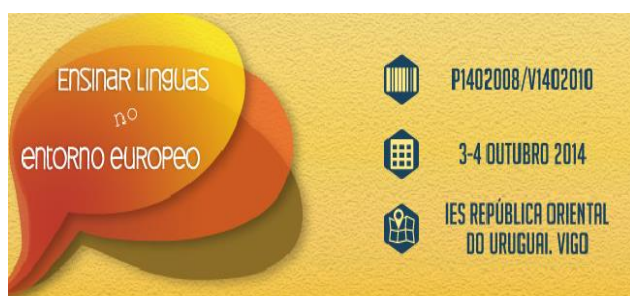 Ensinar linguas
no
entorno europeo
P1402008/V1402010
3-4 OUTUBRO 2014
IES REPÚBLICA ORIENTAL
DO URUGUAI. VIGO